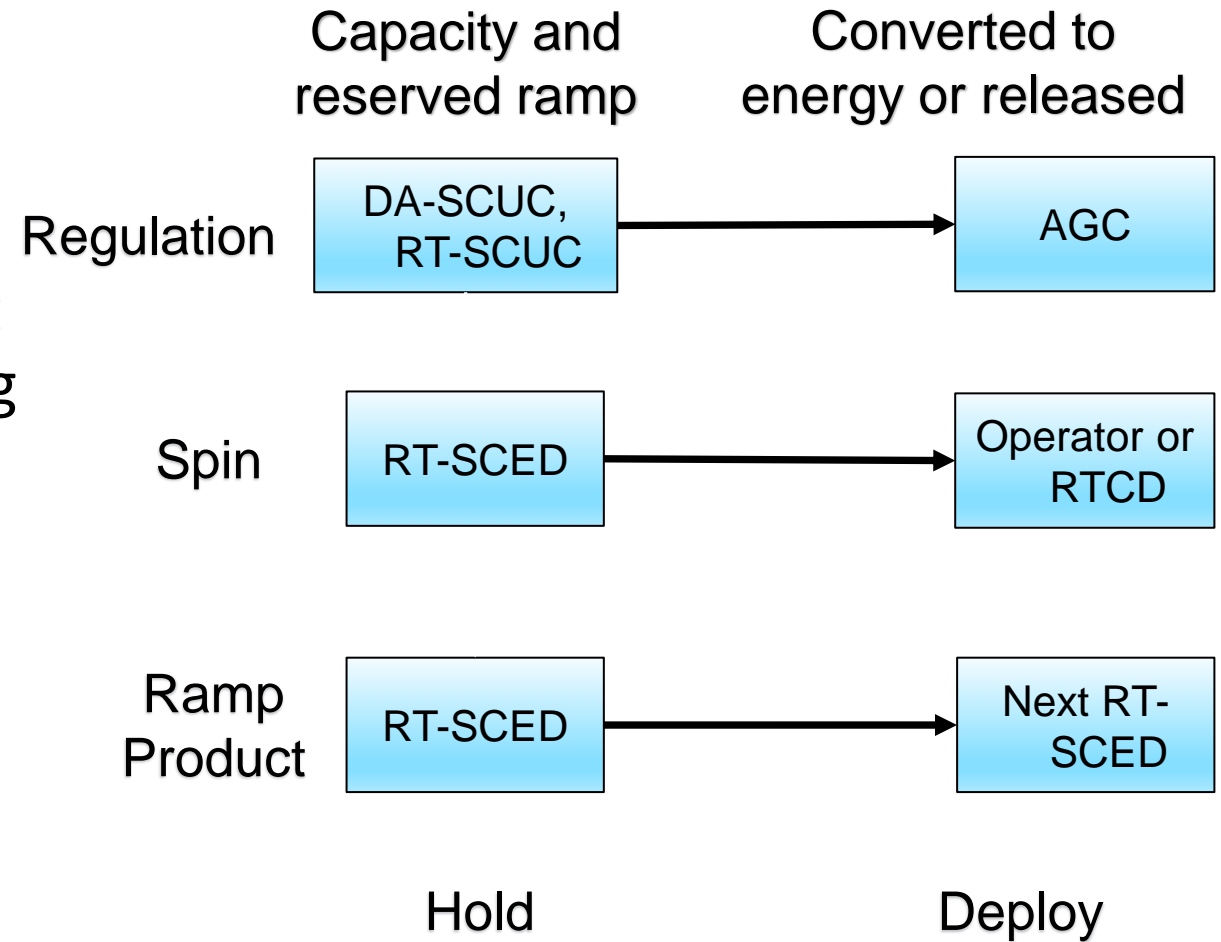 Capacity and
reserved ramp
Converted to
energy or released
Regulation
DA-SCUC,
RT-SCUC
AGC
g
Spin
RT-SCED
Operator or
RTCD
Ramp
Product
RT-SCED
Next RT-
SCED
Hold
Deploy